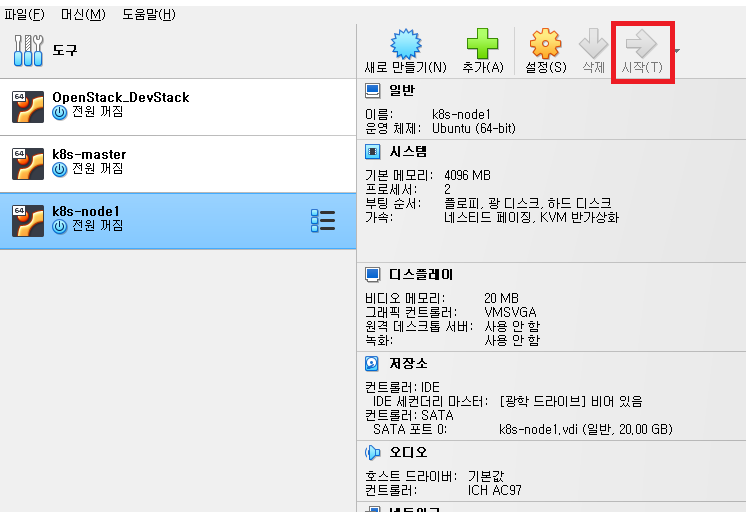 파일(F) 머신(M) 도움말(H)
도구
새로 만들기(N) 추가(A) 설정(S) 삭제 시작(T)
64 OpenStack_DevStack
전원 꺼짐
64 k8s-master
전원 꺼짐
64 k8s-node1
전원 꺼짐
일반
이름: k8s-node1
운영 체제: Ubuntu (64-bit)
시스템
기본 메모리: 4096 MB
프로세서: 2
부팅 순서: 플로피, 광 디스크, 하드 디스크
가속: 네스티드 페이징, KVM 반가상화
디스플레이
비디오 메모리: 20 MB
그래픽 컨트롤러: VMSVGA
원격 데스크톱 서버: 사용 안 함
녹화: 사용 안 함
저장소
컨트롤러: IDE
IDE 세컨더리 마스터: [광학 드라이브] 비어 있음
컨트롤러: SATA
SATA 포트 0: k8s-node1.vdi (일반, 20.00 GB)
오디오
호스트 드라이버: 기본값
컨트롤러: ICH AC97